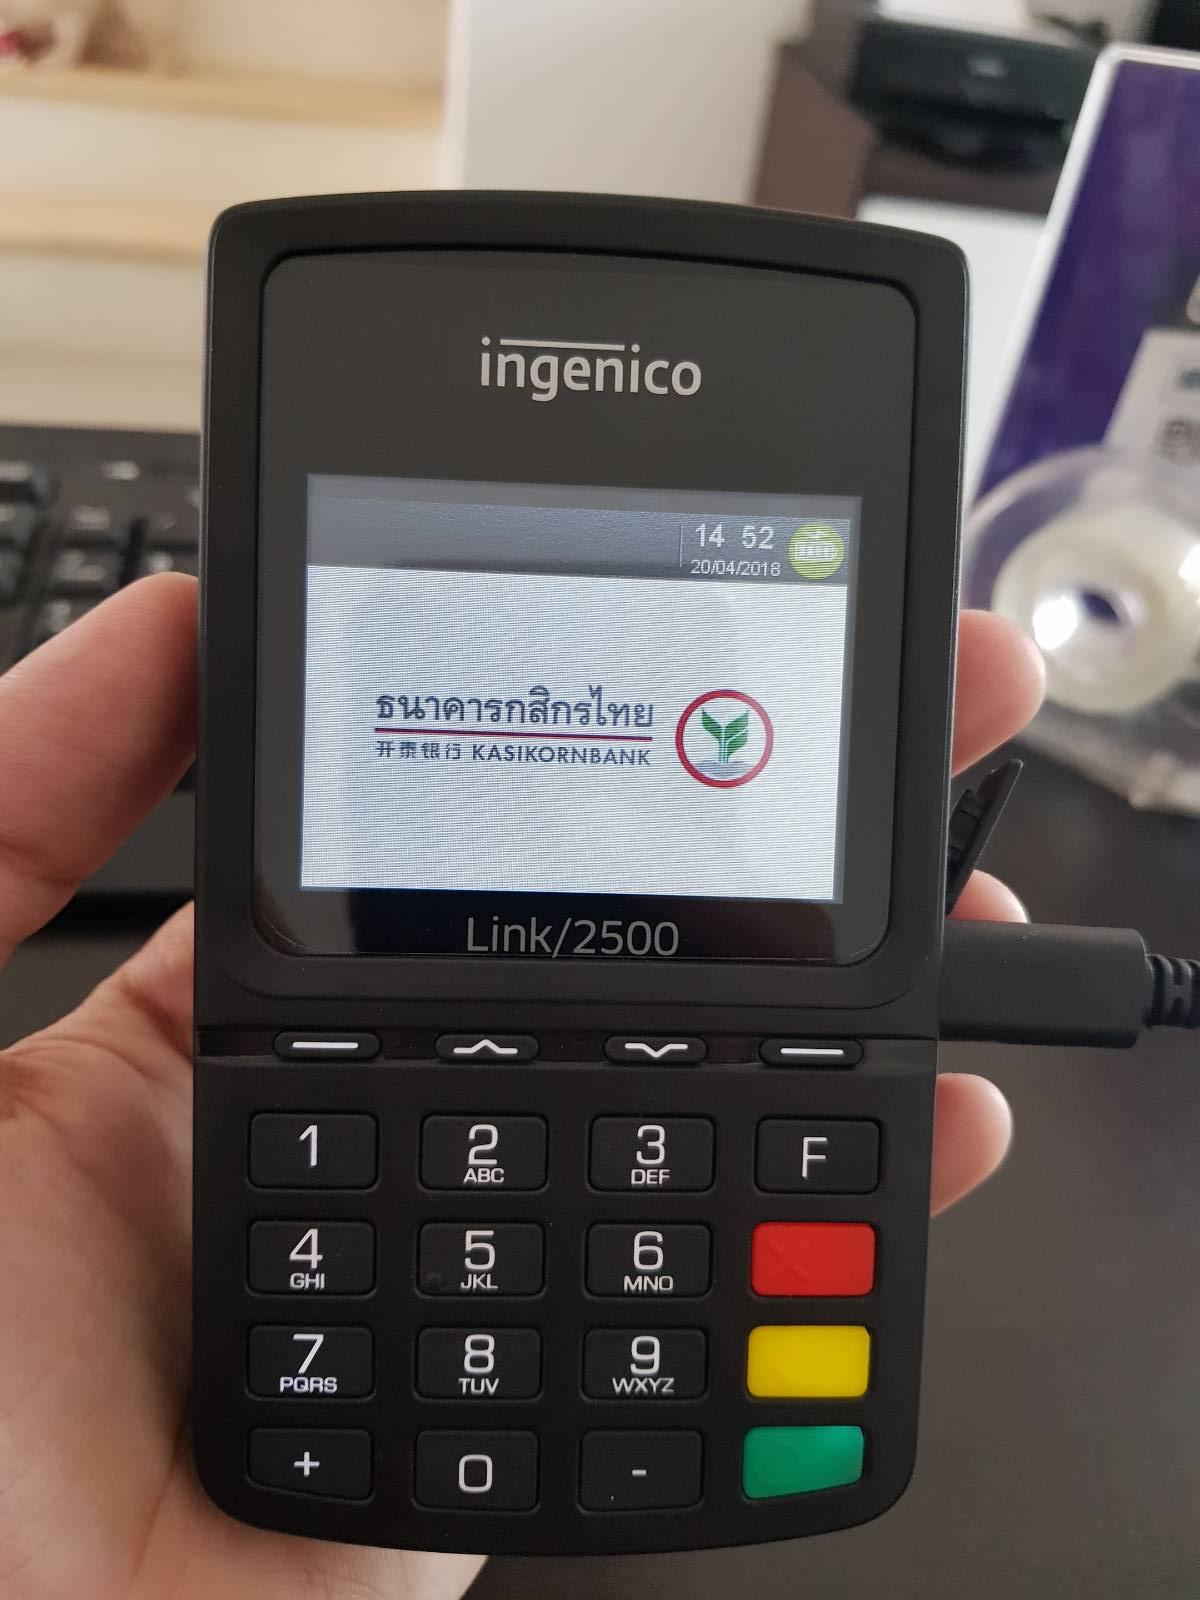 ingenico
14 52
20/04/2018
ธนาคารกสิกรไทย
开泰银行 KASIKORNBANK
Link/2500
1
2
ABC
3
DEF
F
4
GHI
5
JKL
6
MNO
7
PQRS
8
TUV
9
WXYZ
+
0
-